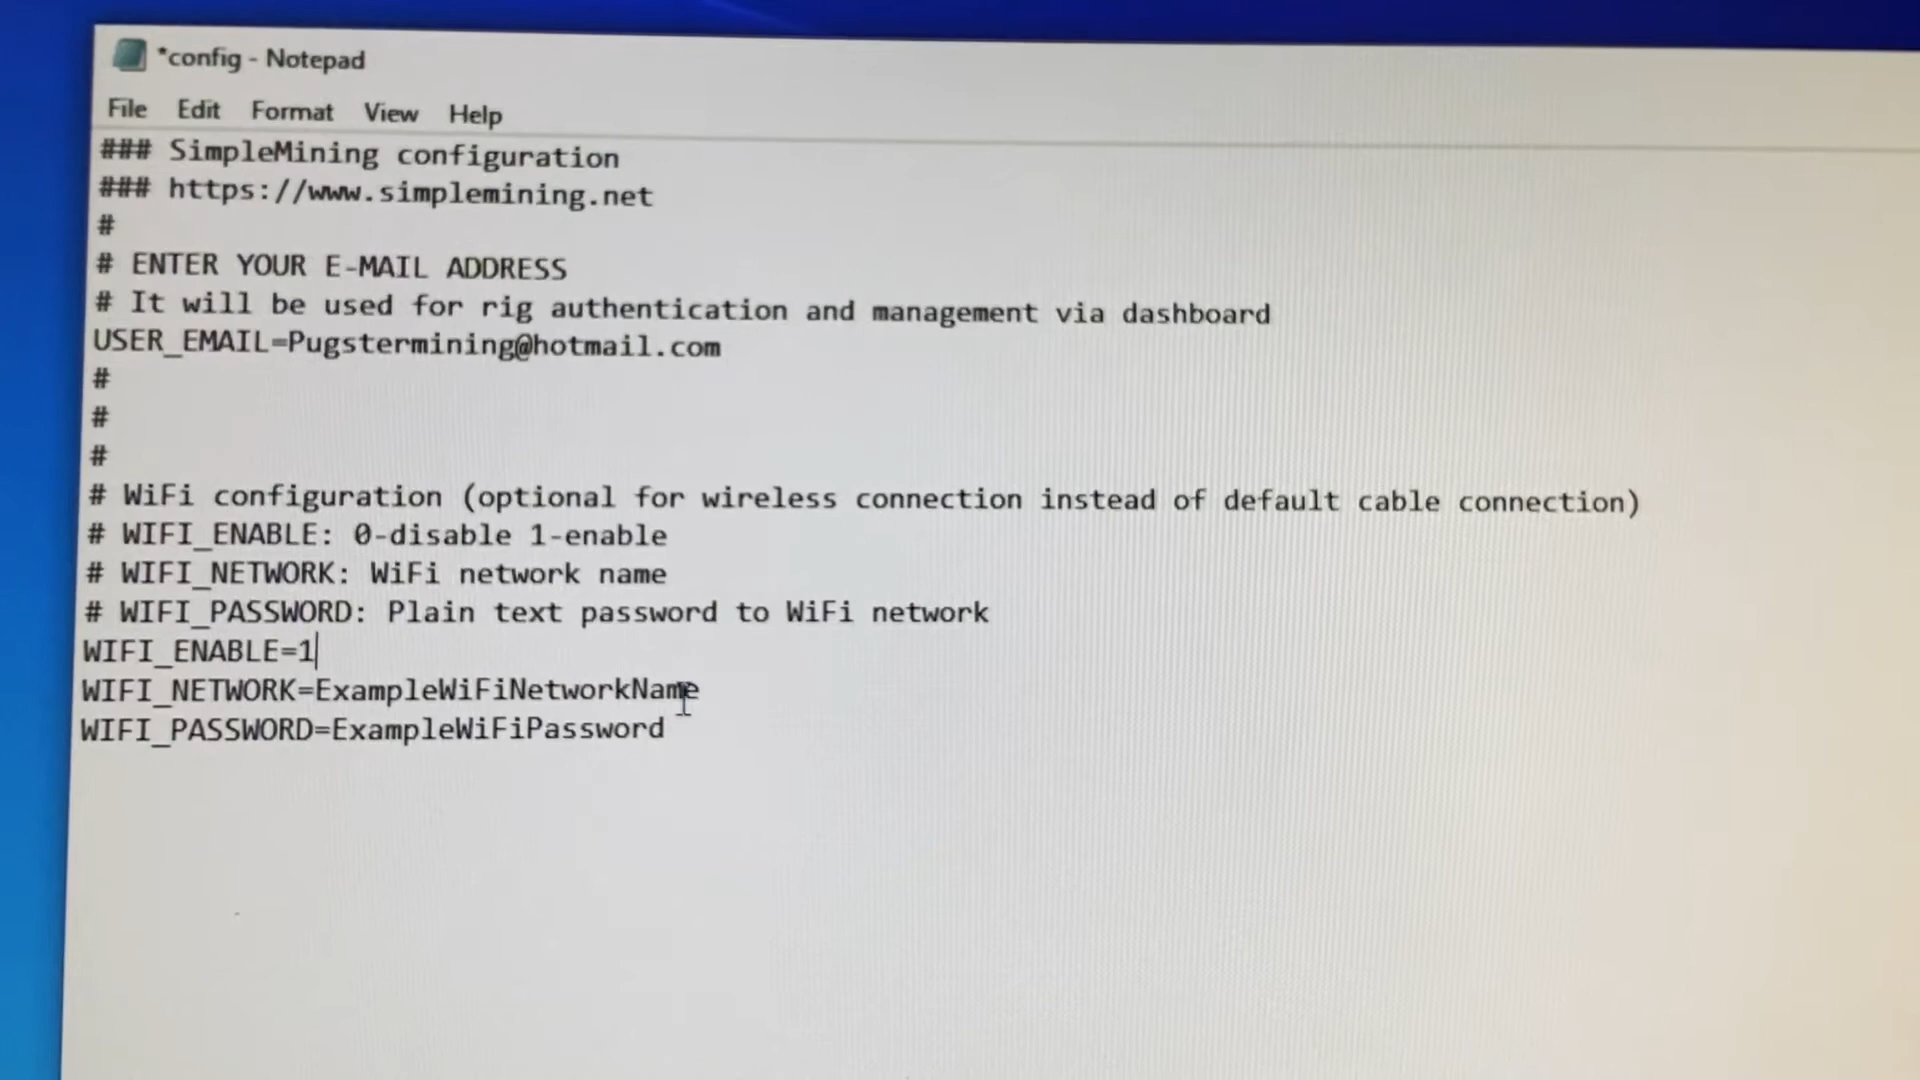 *config - Notepad
File Edit Format View Help
### SimpleMining configuration
### https://www.simplemining.net
#
# ENTER YOUR E-MAIL ADDRESS
# It will be used for rig authentication and management via dashboard
USER_EMAIL=Pugstermining@hotmail.com
#
#
#
# WiFi configuration (optional for wireless connection instead of default cable connection)
# WIFI_ENABLE: 0-disable 1-enable
# WIFI_NETWORK: WiFi network name
# WIFI_PASSWORD: Plain text password to WiFi network
WIFI_ENABLE=1
WIFI_NETWORK=ExampleWiFiNetworkName
WIFI_PASSWORD=ExampleWiFiPassword